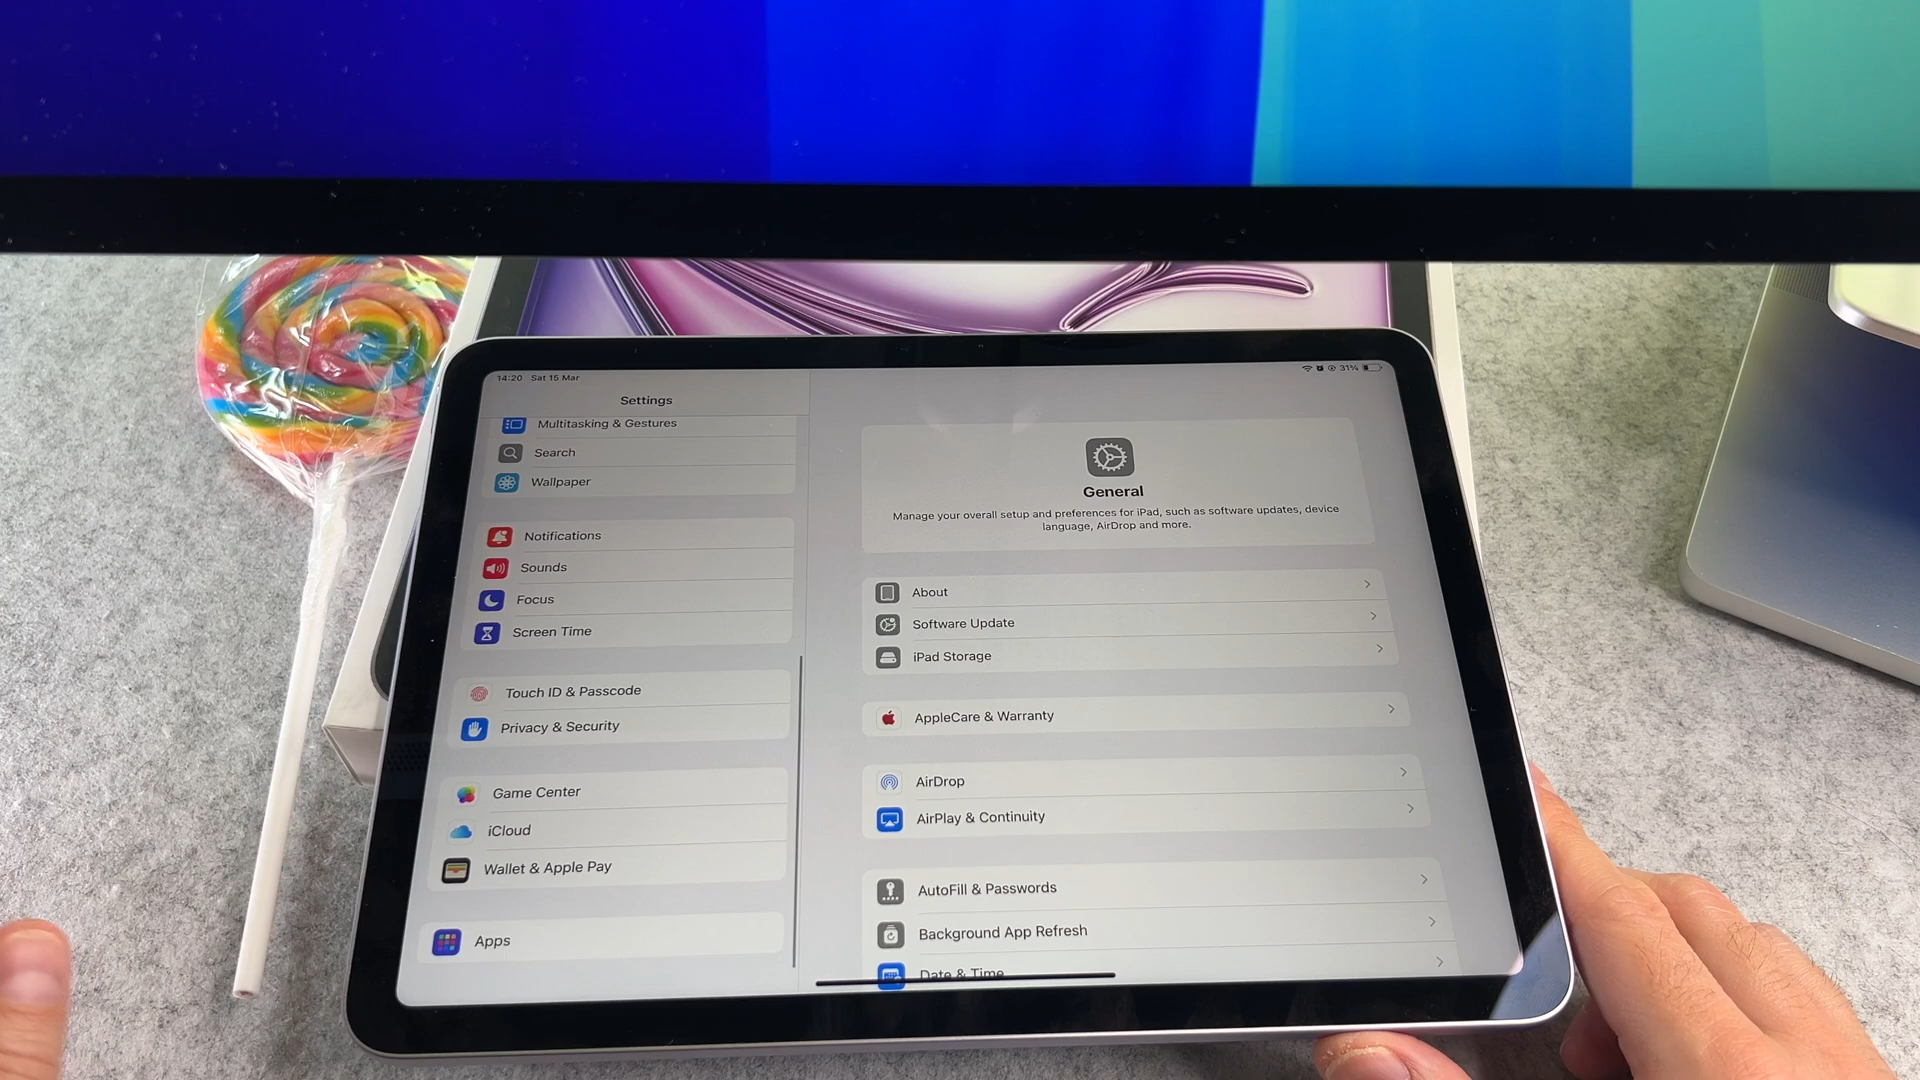 14:20 Sat 15 Mar
31%
Settings
Multitasking & Gestures
Search
Wallpaper
Notifications
Sounds
Focus
Screen Time
Touch ID & Passcode
Privacy & Security
Game Center
iCloud
Wallet & Apple Pay
Apps
General
Manage your overall setup and preferences for iPad, such as software updates, device
language, AirDrop and more.
About
Software Update
iPad Storage
AppleCare & Warranty
AirDrop
AirPlay & Continuity
AutoFill & Passwords
Background App Refresh
Date & Time